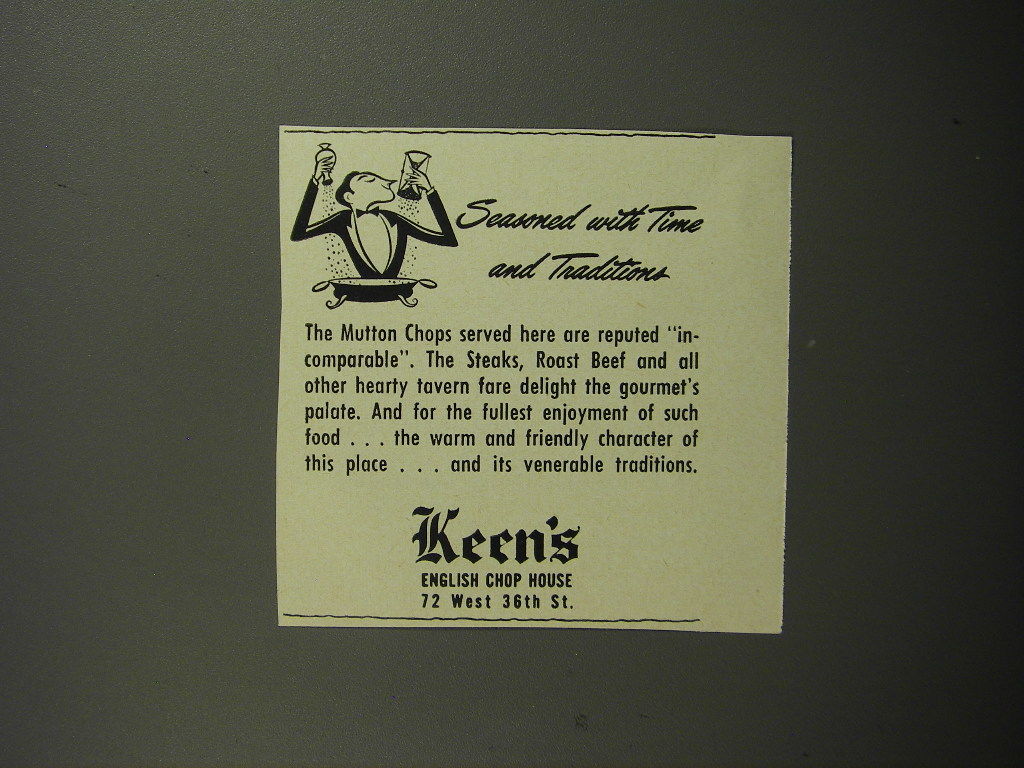 Seasoned with Time
and Traditions
The Mutton Chops served here are reputed "in-
comparable". The Steaks, Roast Beef and all
other hearty tavern fare delight the gourmet's
palate. And for the fullest enjoyment of such
food . . . the warm and friendly character of
this place . . . and its venerable traditions.
Keen's
ENGLISH CHOP HOUSE
72 West 36th St.